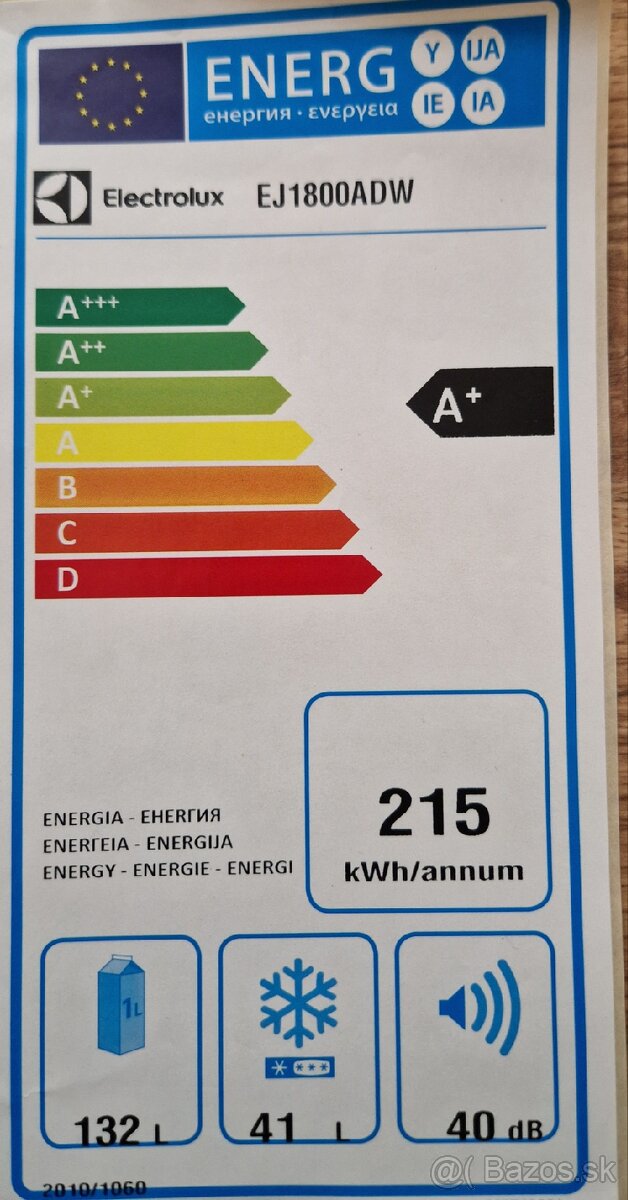 ENERG Y IJA
енергия · ενεργεια IE IA
Electrolux EJ1800ADW
A+++
A++
A+
A
B
C
D
A+
ENERGIA - ЕНЕРГИЯ
ΕΝΕΡΓΕΙΑ - ENERGIJA
ENERGY - ENERGIE - ENERGI
215
kWh/annum
1L
132 L
41 L
40 dB
2010/1060
@( Bazos.sk